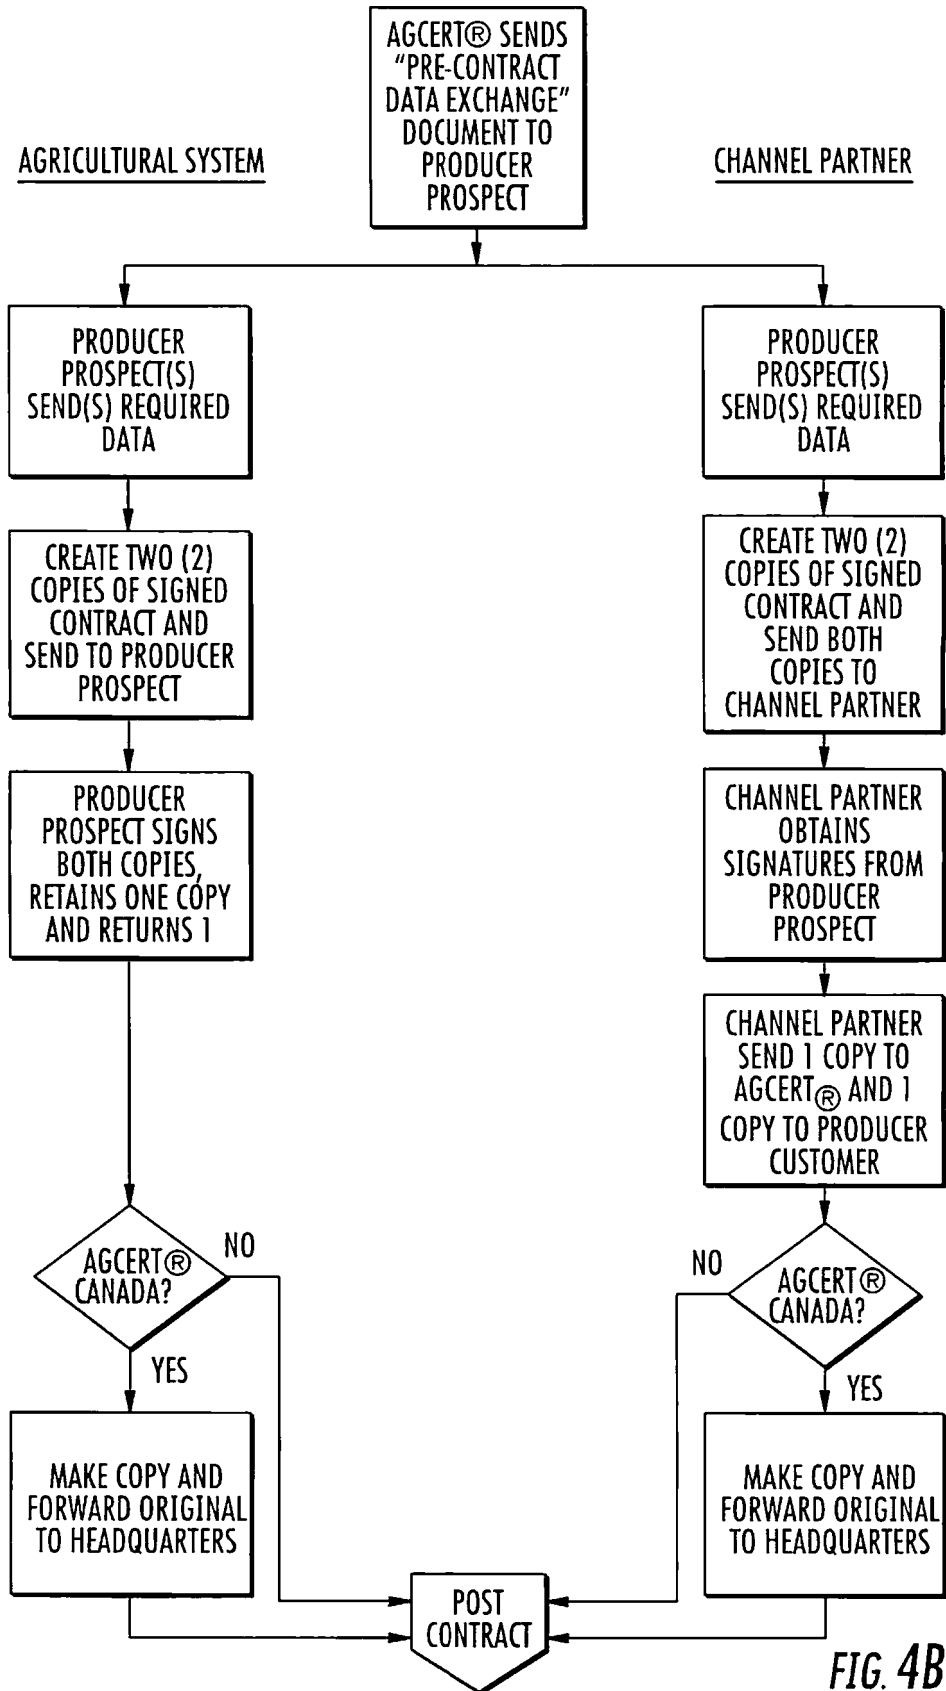 AGCERT® SENDS
“PRE-CONTRACT
DATA EXCHANGE”
DOCUMENT TO
PRODUCER
PROSPECT
AGRICULTURAL SYSTEM
CHANNEL PARTNER
PRODUCER
PROSPECT(S)
SEND(S) REQUIRED
DATA
CREATE TWO (2)
COPIES OF SIGNED
CONTRACT AND
SEND TO PRODUCER
PROSPECT
PRODUCER
PROSPECT SIGNS
BOTH COPIES,
RETAINS ONE COPY
AND RETURNS 1
AGCERT®
CANADA?
NO
YES
MAKE COPY AND
FORWARD ORIGINAL
TO HEADQUARTERS
PRODUCER
PROSPECT(S)
SEND(S) REQUIRED
DATA
CREATE TWO (2)
COPIES OF SIGNED
CONTRACT AND
SEND BOTH
COPIES TO
CHANNEL PARTNER
CHANNEL PARTNER
OBTAINS
SIGNATURES FROM
PRODUCER
PROSPECT
CHANNEL PARTNER
SEND 1 COPY TO
AGCERT® AND 1
COPY TO PRODUCER
CUSTOMER
NO
AGCERT®
CANADA?
YES
MAKE COPY AND
FORWARD ORIGINAL
TO HEADQUARTERS
POST
CONTRACT
FIG. 4B